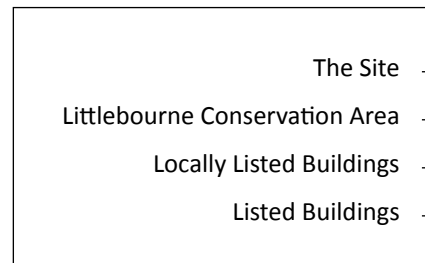 The Site
Littlebourne Conservation Area
Locally Listed Buildings
Listed Buildings